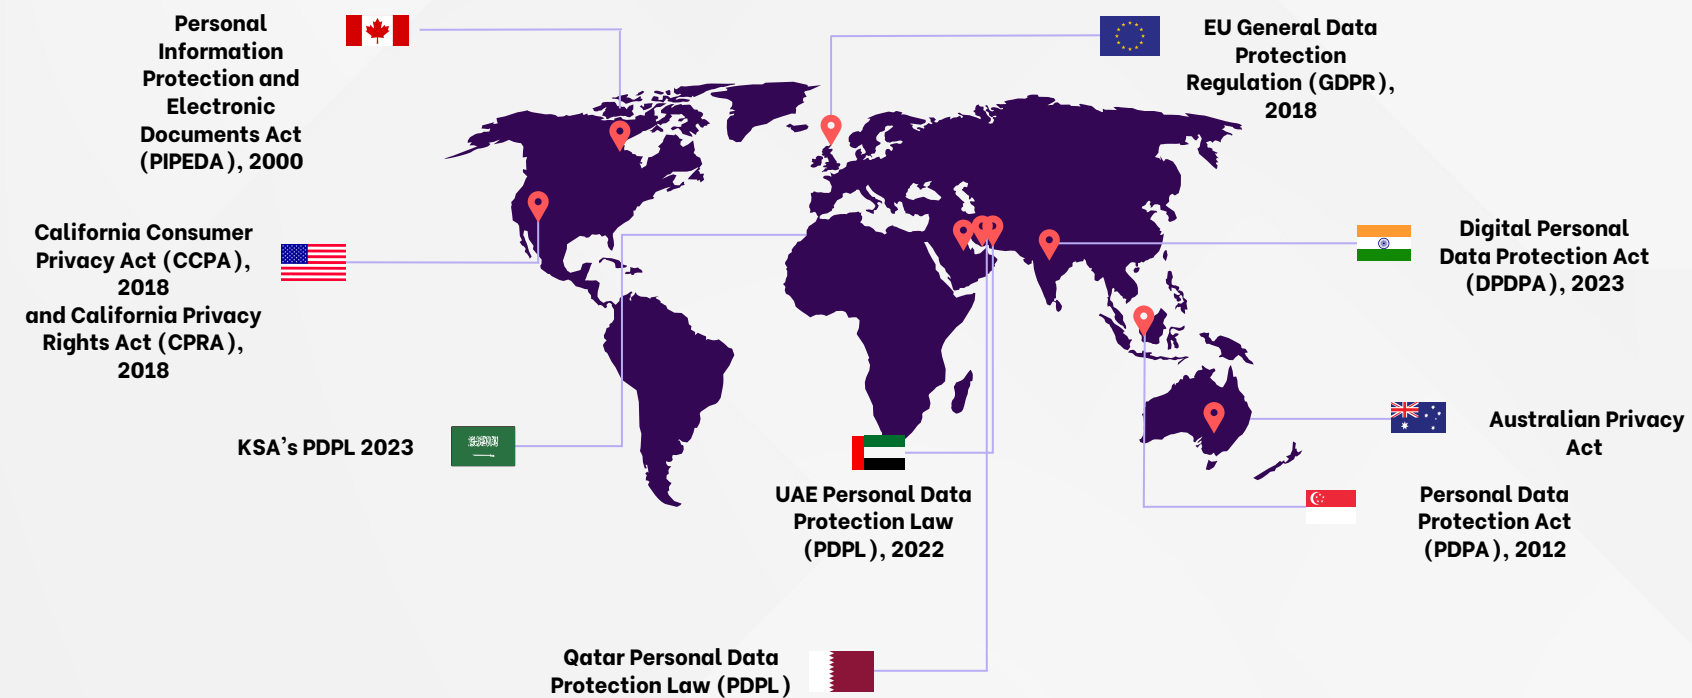 Personal
Information
Protection and
Electronic
Documents Act
(PIPEDA), 2000
EU General Data
Protection
Regulation (GDPR),
2018
California Consumer
Privacy Act (CCPA),
2018
and California Privacy
Rights Act (CPRA),
2018
Digital Personal
Data Protection Act
(DPDPA), 2023
KSA’s PDPL 2023
Australian Privacy
Act
UAE Personal Data
Protection Law
(PDPL), 2022
Personal Data
Protection Act
(PDPA), 2012
Qatar Personal Data
Protection Law (PDPL)